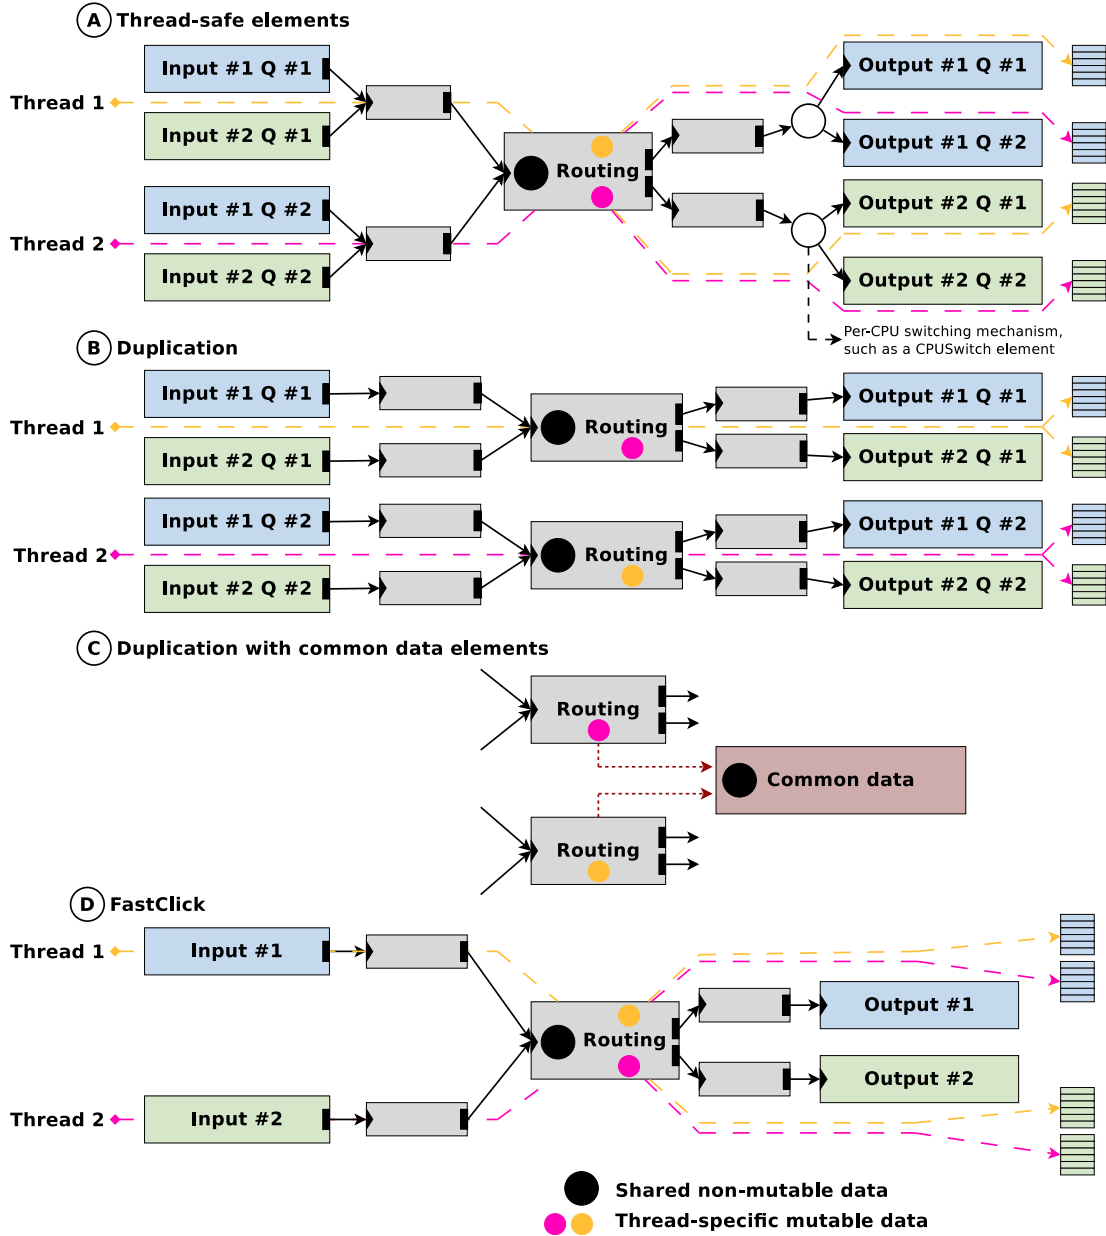 A Thread-safe elements
Input #1 Q #1
Output #1 Q #1
Thread 1
Input #2 Q #1
Output #1 Q #2
Routing
Input #1 Q #2
Output #2 Q #1
Thread 2
Input #2 Q #2
Output #2 Q #2
Per-CPU switching mechanism,
such as a CPUSwitch element
B Duplication
Input #1 Q #1
Output #1 Q #1
Thread 1
Routing
Input #2 Q #1
Output #2 Q #1
Input #1 Q #2
Output #1 Q #2
Thread 2
Routing
Input #2 Q #2
Output #2 Q #2
C Duplication with common data elements
Routing
Common data
Routing
D FastClick
Thread 1
Input #1
Output #1
Routing
Output #2
Thread 2
Input #2
Shared non-mutable data
Thread-specific mutable data